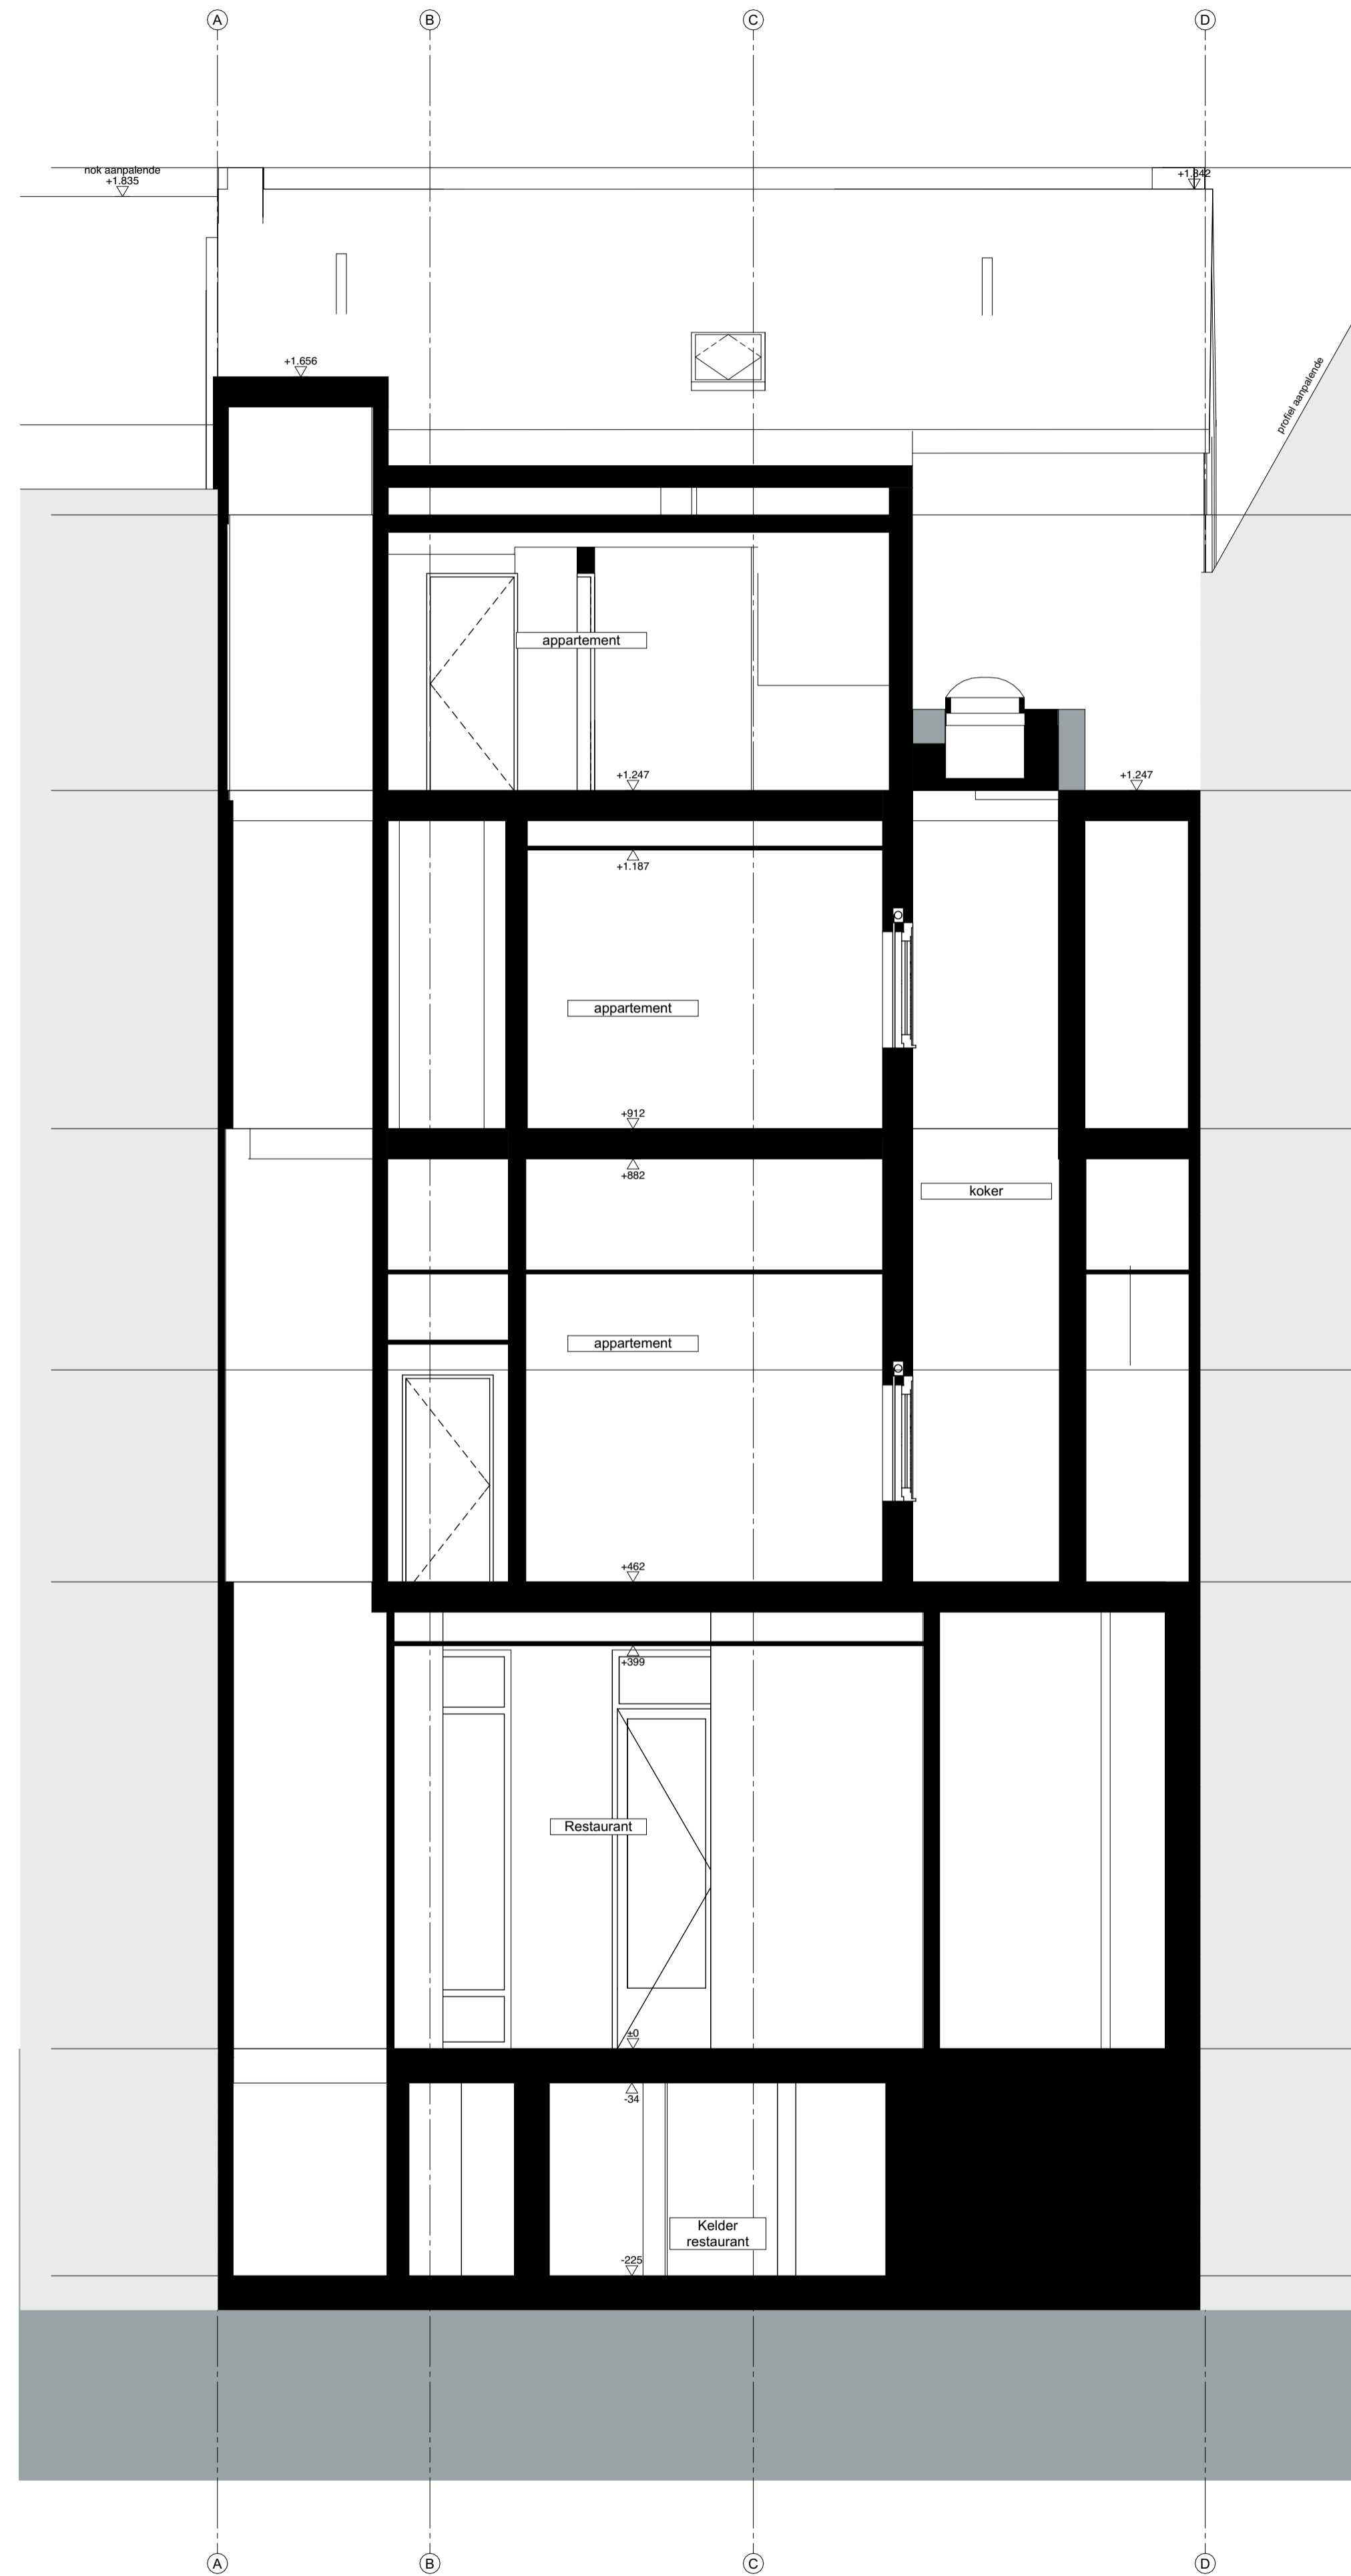 A B C D
nok aanpalende
+1.835
+1.842
+1.656
profiel aanpalende
appartement
+1.247
+1.247
+1.187
appartement
+912
+882
koker
appartement
+462
+399
Restaurant
±0
-34
Kelder
restaurant
-225
A B C D